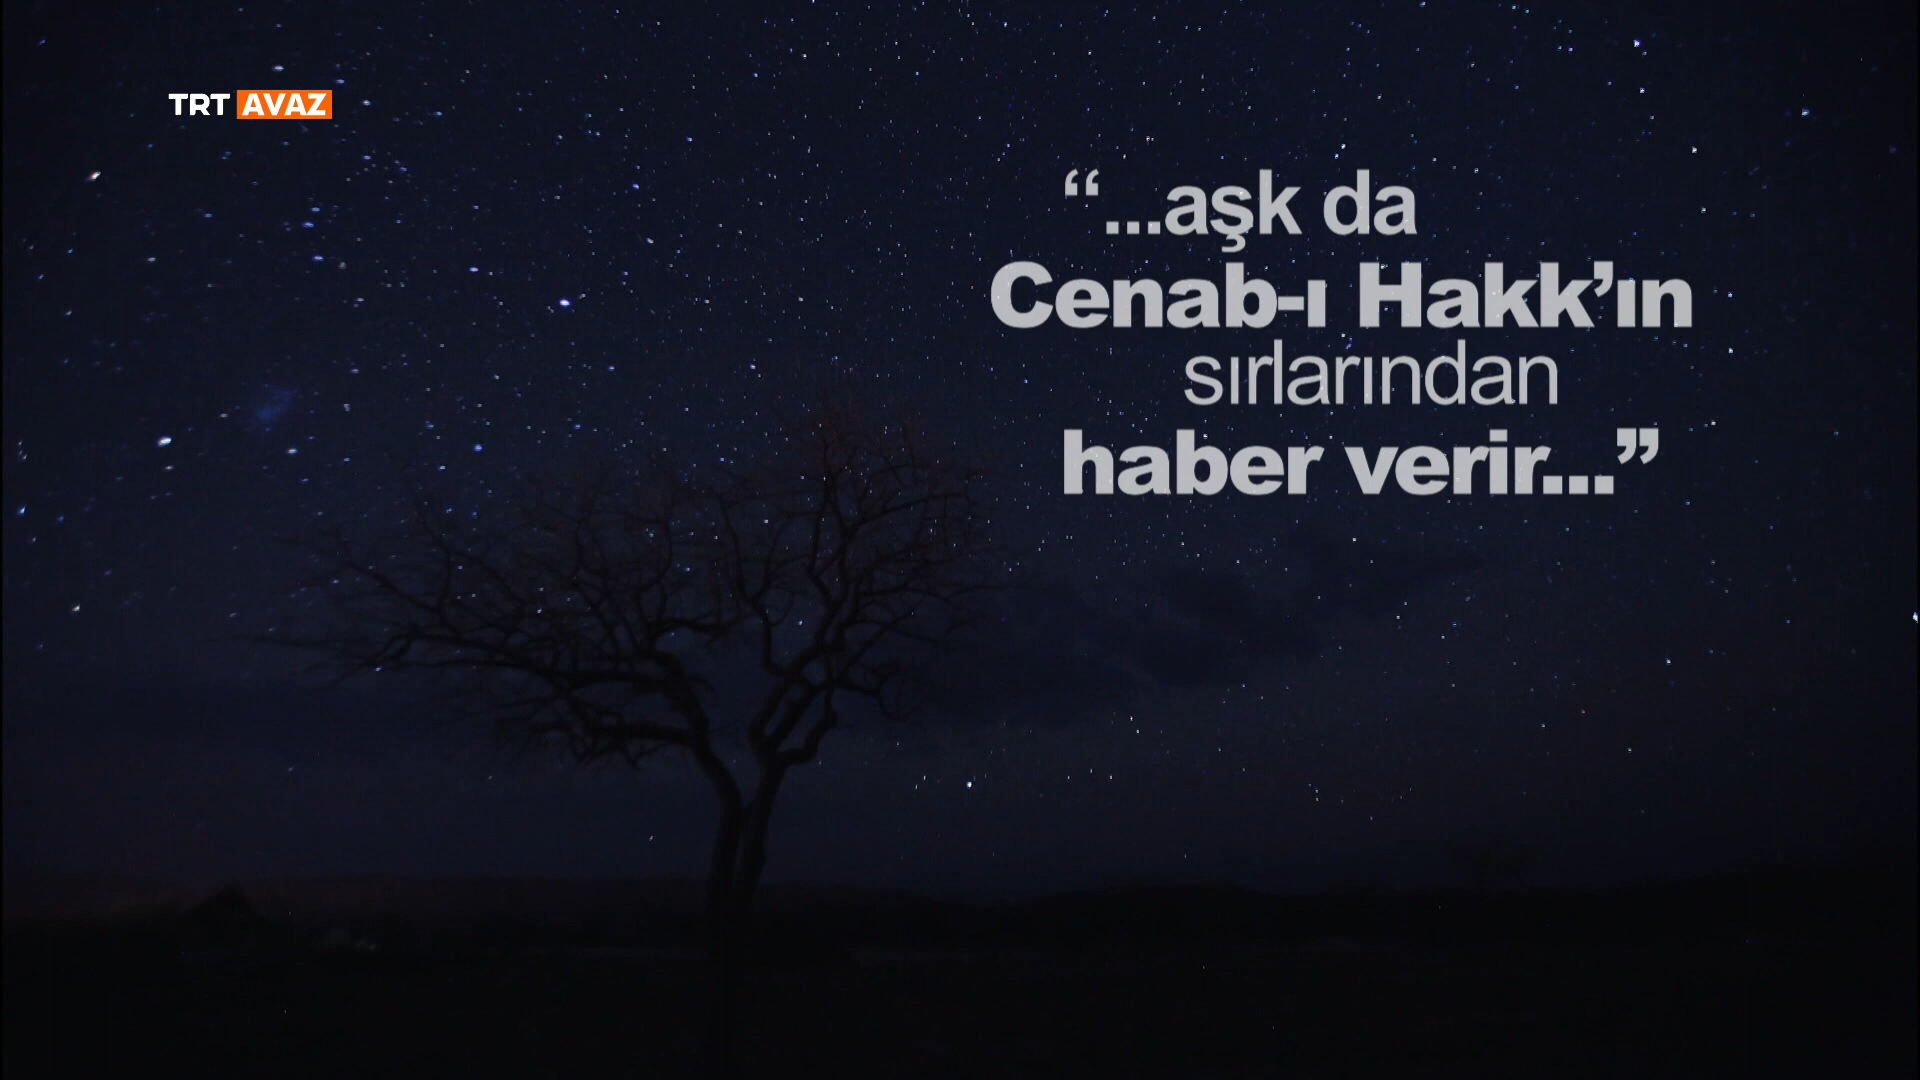 TRT AVAZ
“...aşk da
Cenab-ı Hakk’ın
sırlarından
haber verir...”